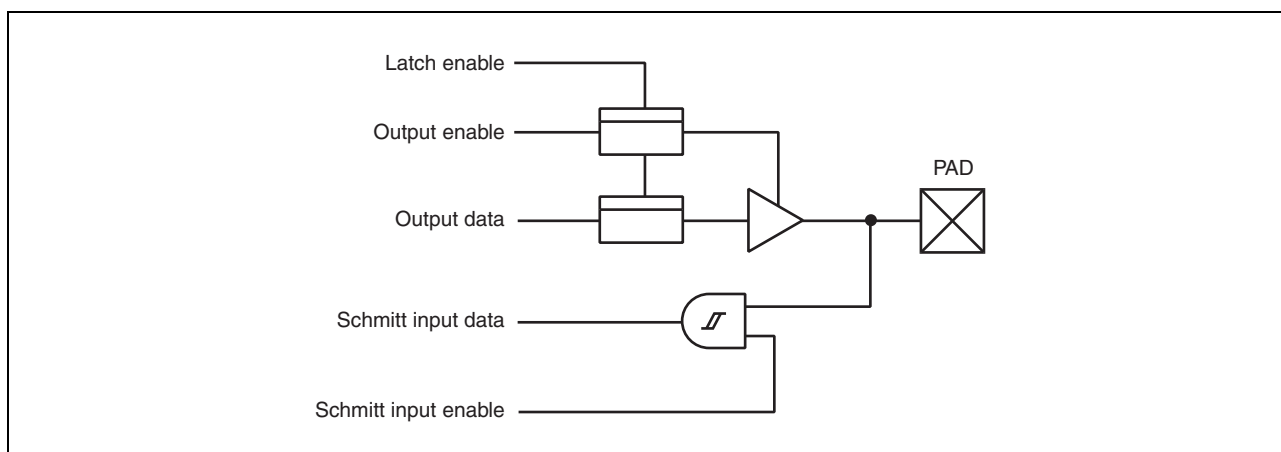 Latch enable
Output enable
PAD
Output data
Schmitt input data
Schmitt input enable